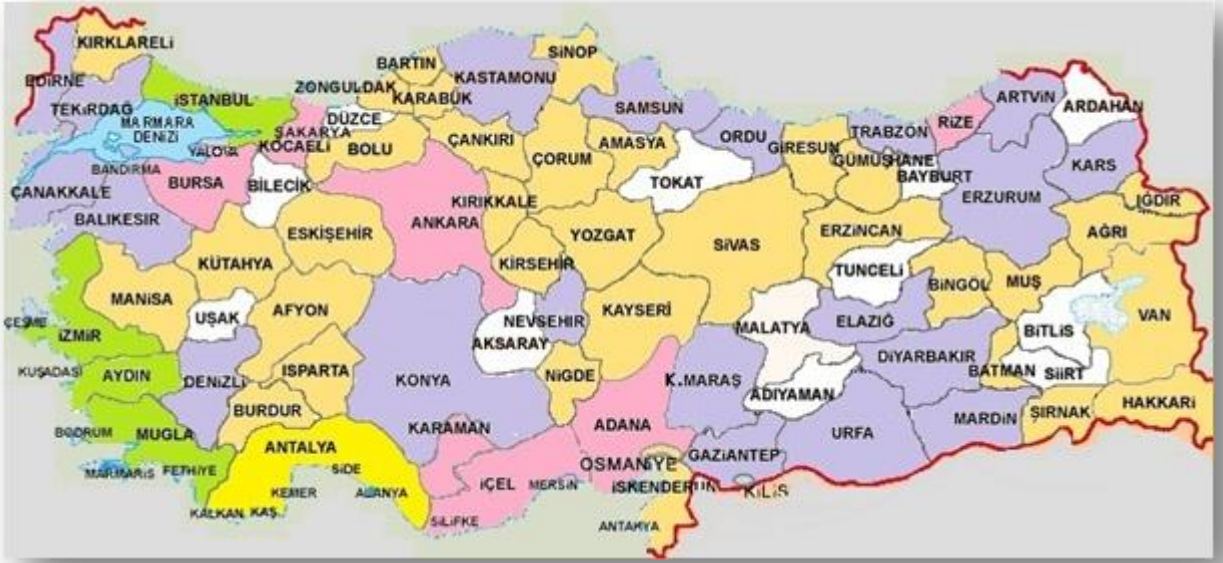 KIRKLARELİ
SİNOP
BARTIN
EDİRNE
ZONGULDAK
KASTAMONU
TEKİRDAĞ
İSTANBUL
KARABÜK
SAMSUN
ARTVİN
ARDAHAN
MARMARA
DENİZİ
DÜZCE
SAKARYA
ORDU
TRABZON
RİZE
KOCAELİ
BOLU
ÇANKIRI
AMASYA
GİRESUN
YALOVA
ÇORUM
GÜMÜŞHANE
KARS
BANDIRMA
BURSA
BİLECİK
TOKAT
BAYBURT
ÇANAKKALE
KIRIKKALE
ERZURUM
IĞDIR
BALIKESIR
ANKARA
ESKİŞEHİR
YOZGAT
SİVAS
ERZİNCAN
AĞRI
KÜTAHYA
KİRSEHİR
TUNCELİ
BİNGÖL
MUŞ
MANİSA
UŞAK
AFYON
NEVSEHIR
KAYSERİ
MALATYA
ELAZIĞ
VAN
ÇEŞME
İZMİR
AKSARAY
BİTLİS
DİYARBAKIR
KUŞADASI
AYDIN
DENİZLİ
ISPARTA
KONYA
NİGDE
K.MARAŞ
BATMAN
SİİRT
ADIYAMAN
HAKKARİ
BURDUR
KARAMAN
ADANA
URFA
MARDİN
ŞIRNAK
BODRUM
MUGLA
ANTALYA
GAZİANTEP
MARMARİS
FETHİYE
SİDE
OSMANİYE
KEMER
ALANYA
İÇEL
MERSİN
İSKENDERUN
KİLİS
KALKAN
KAŞ
SİLİFKE
ANTAKYA